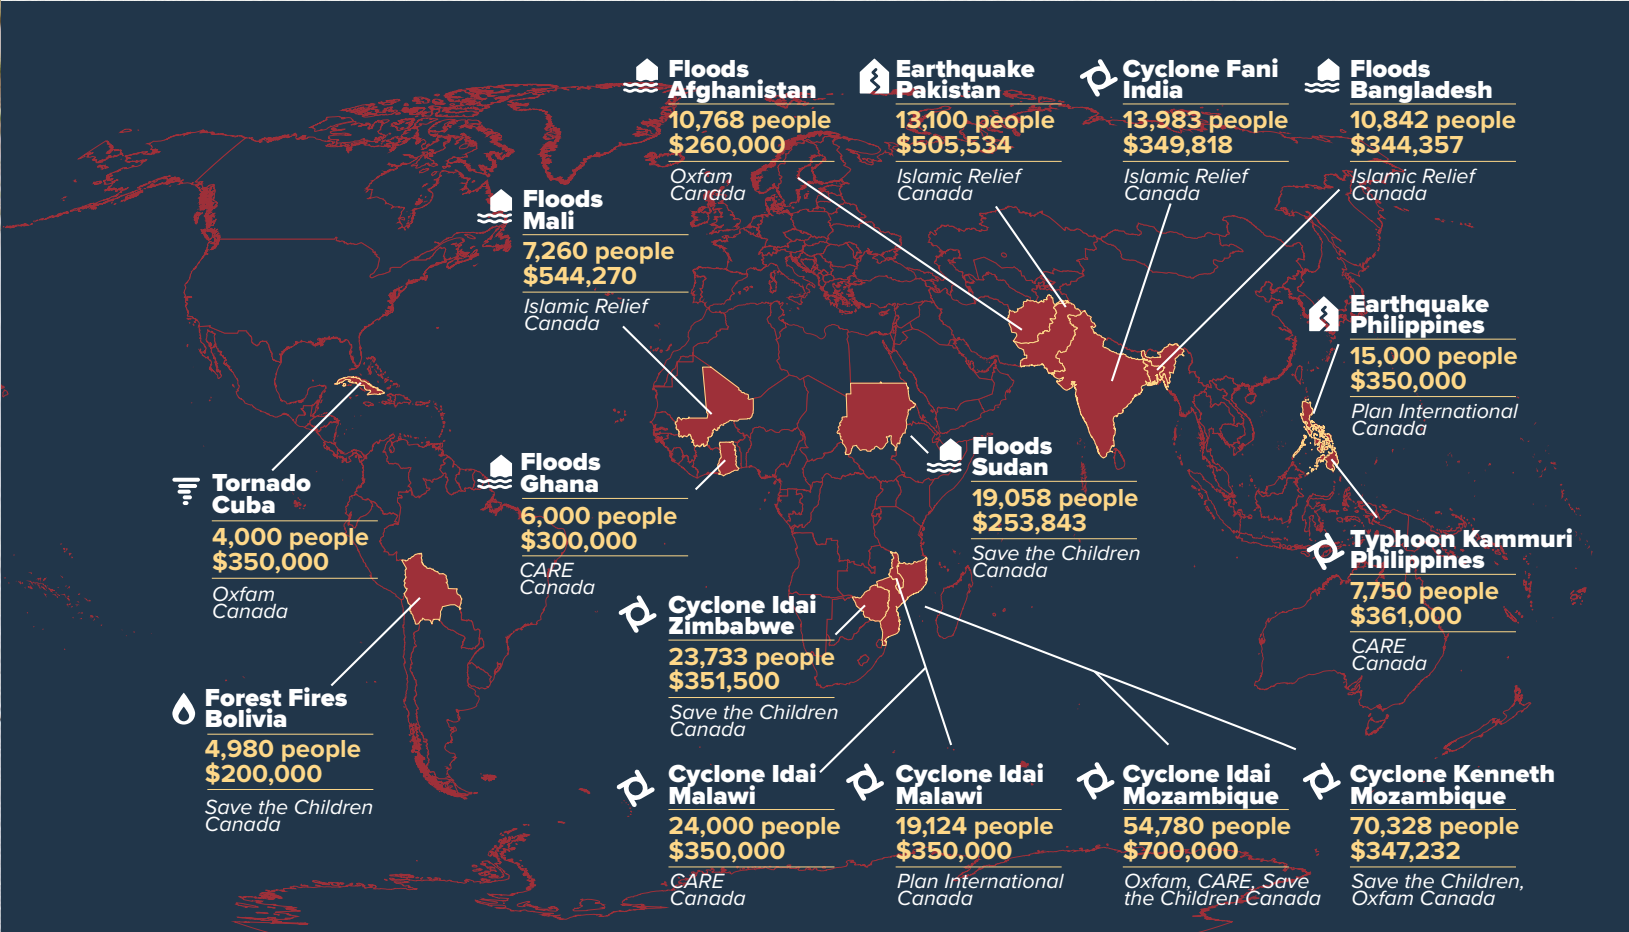 Floods
Afghanistan
10,768 people
$260,000
Oxfam
Canada
Earthquake
Pakistan
13,100 people
$505,534
Islamic Relief
Canada
Cyclone Fani
India
13,983 people
$349,818
Islamic Relief
Canada
Floods
Bangladesh
10,842 people
$344,357
Islamic Relief
Canada
Floods
Mali
7,260 people
$544,270
Islamic Relief
Canada
Earthquake
Philippines
15,000 people
$350,000
Plan International
Canada
Tornado
Cuba
4,000 people
$350,000
Oxfam
Canada
Floods
Ghana
6,000 people
$300,000
CARE
Canada
Floods
Sudan
19,058 people
$253,843
Save the Children
Canada
Typhoon Kammuri
Philippines
7,750 people
$361,000
CARE
Canada
Cyclone Idai
Zimbabwe
23,733 people
$351,500
Save the Children
Canada
Forest Fires
Bolivia
4,980 people
$200,000
Save the Children
Canada
Cyclone Idai
Malawi
24,000 people
$350,000
CARE
Canada
Cyclone Idai
Malawi
19,124 people
$350,000
Plan International
Canada
Cyclone Idai
Mozambique
54,780 people
$700,000
Oxfam, CARE, Save
the Children Canada
Cyclone Kenneth
Mozambique
70,328 people
$347,232
Save the Children,
Oxfam Canada